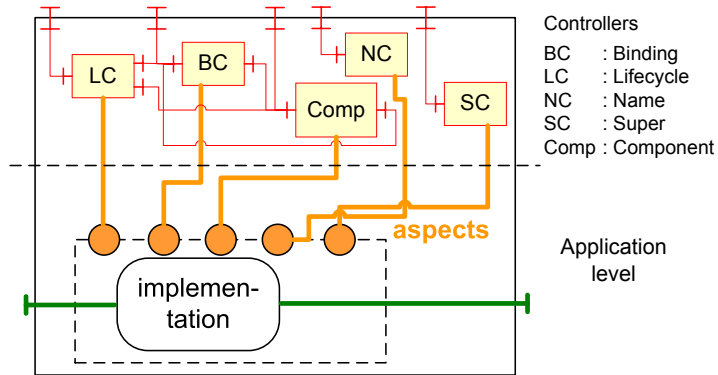 Controllers
BC : Binding
LC : Lifecycle
NC : Name
SC : Super
Comp : Component
LC
BC
NC
Comp
SC
aspects
Application
level
implemen-
tation